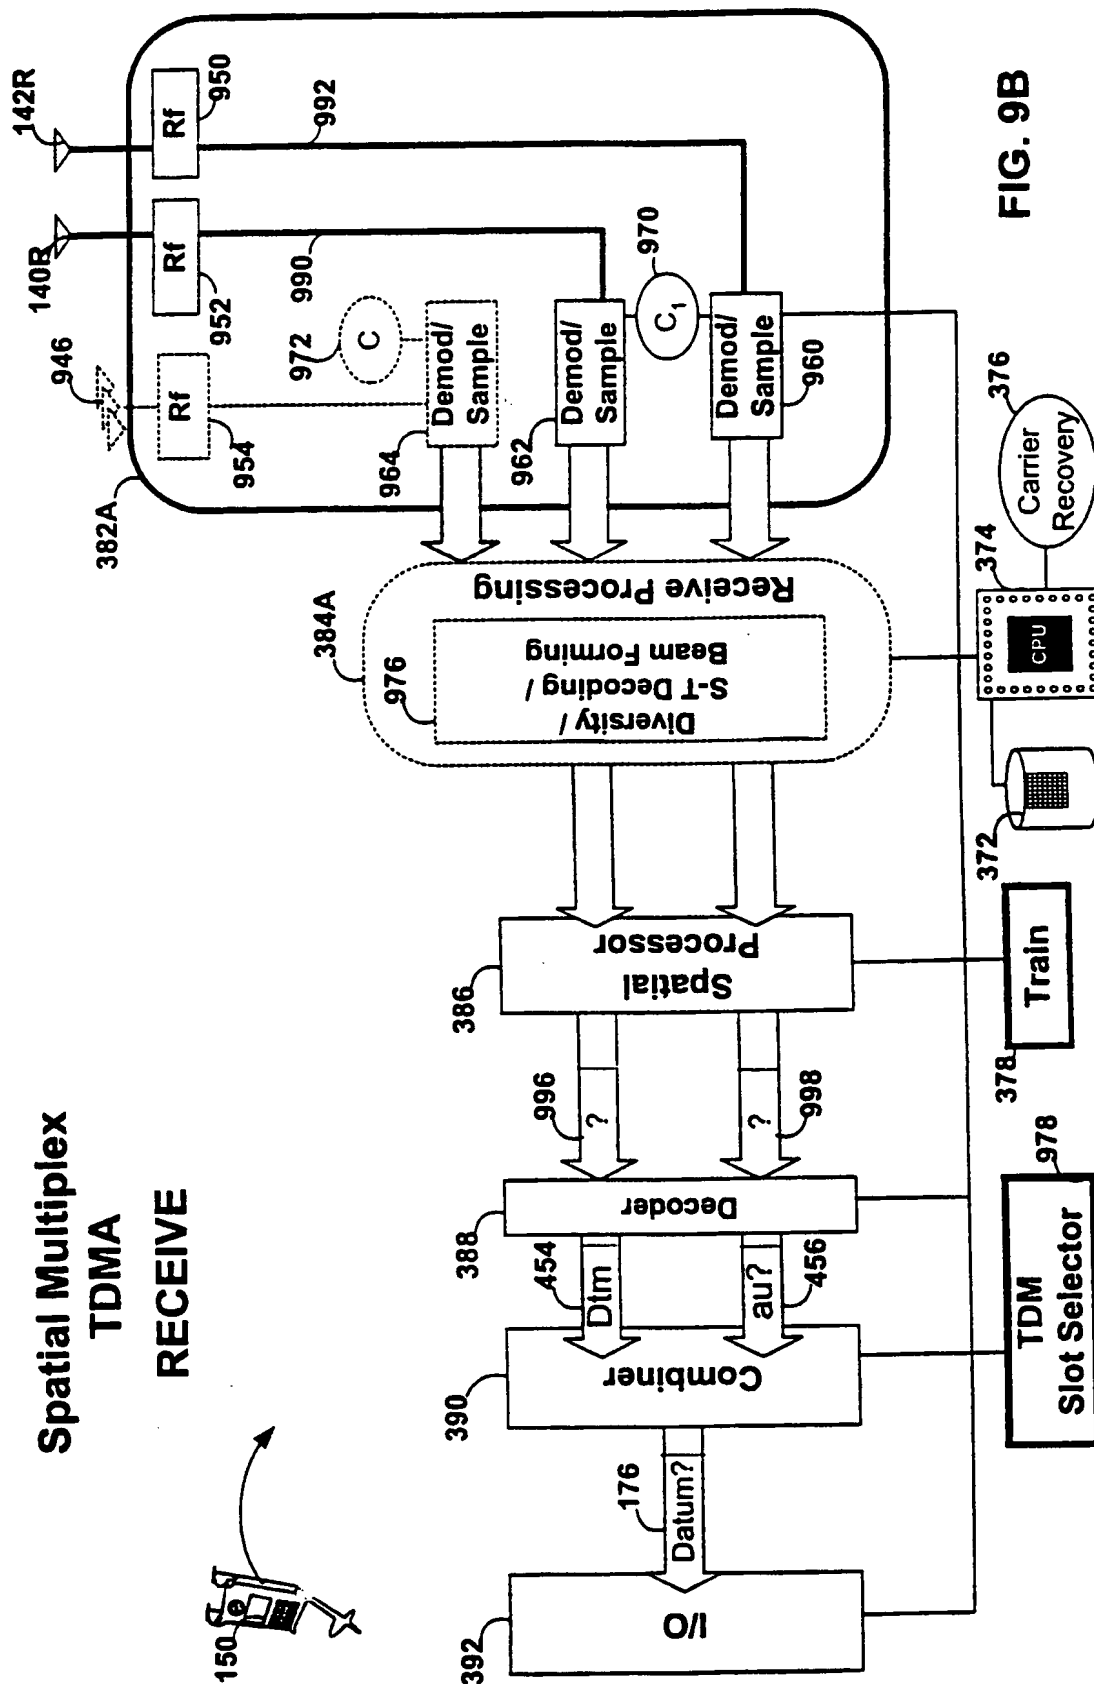 Spatial Multiplex
TDMA
RECEIVE
150
142R
140R
946
Rf
950
Rf
952
Rf
954
382A
992
990
972
C
970
C1
Demod/
Sample
964
Demod/
Sample
962
Demod/
Sample
960
384A
Receive Processing
976
Diversity /
S-T Decoding /
Beam Forming
386
Spatial
Processor
996
?
998
?
388
Decoder
454
Dtm
456
au?
390
Combiner
176
Datum?
392
I/O
376
Carrier
Recovery
374
CPU
372
378
Train
978
TDM
Slot Selector
FIG. 9B